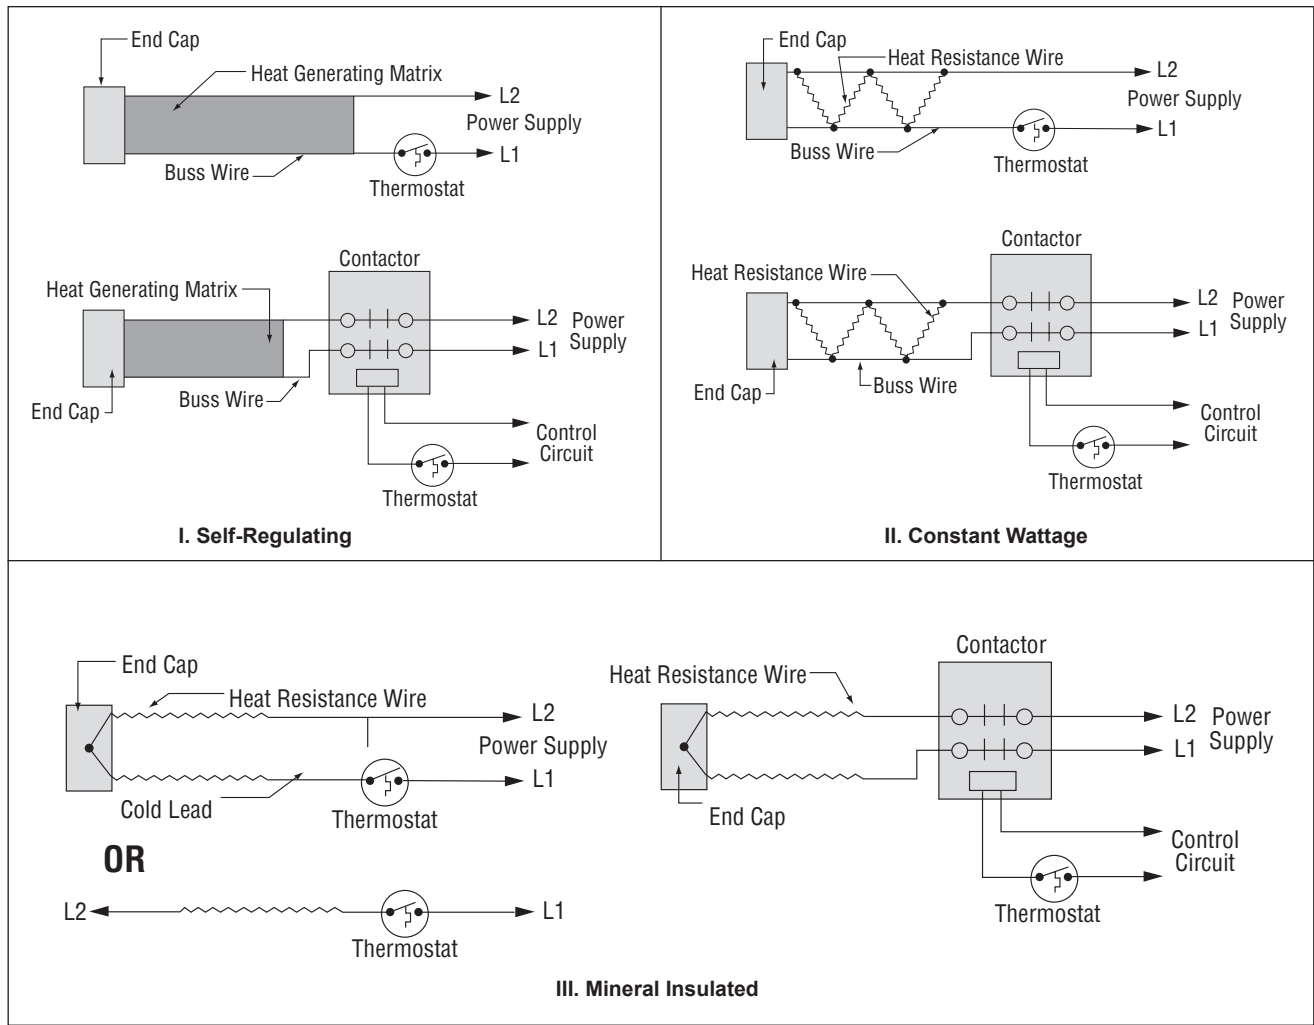 End Cap
Heat Generating Matrix
L2
Power Supply
L1
Buss Wire
Thermostat
Contactor
Heat Generating Matrix
L2
Power
Supply
L1
Buss Wire
End Cap
Control
Circuit
Thermostat
I. Self-Regulating
End Cap
Heat Resistance Wire
L2
Power Supply
L1
Buss Wire
Thermostat
Contactor
Heat Resistance Wire
L2
Power
Supply
L1
Buss Wire
End Cap
Control
Circuit
Thermostat
II. Constant Wattage
End Cap
Heat Resistance Wire
L2
Power Supply
L1
Cold Lead
Thermostat
OR
L2
L1
Thermostat
Contactor
Heat Resistance Wire
L2
Power
Supply
L1
End Cap
Control
Circuit
Thermostat
III. Mineral Insulated